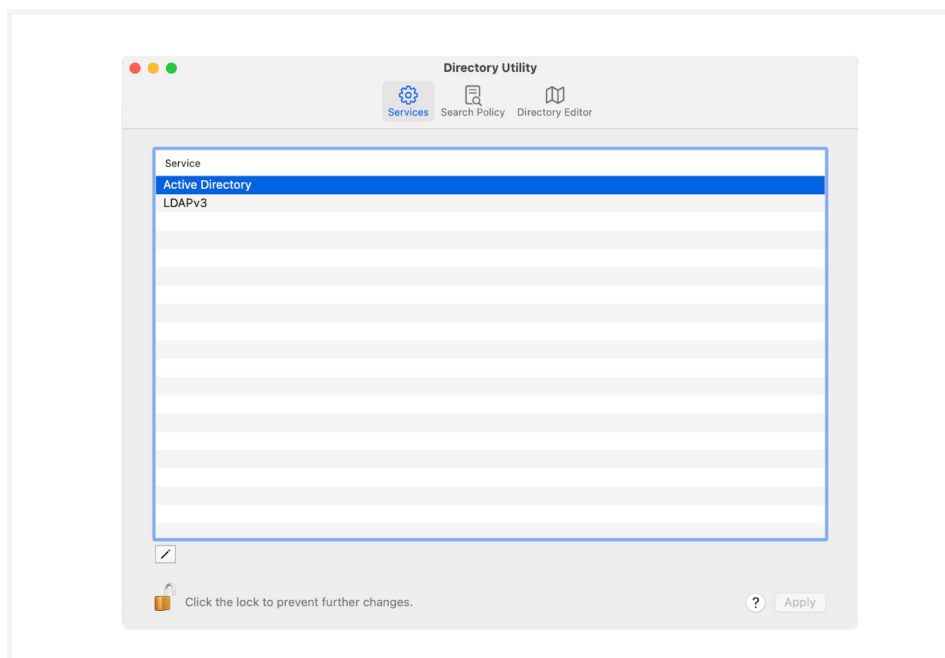 Directory Utility
Services Search Policy Directory Editor
Service
Active Directory
LDAPv3
Click the lock to prevent further changes.
? Apply